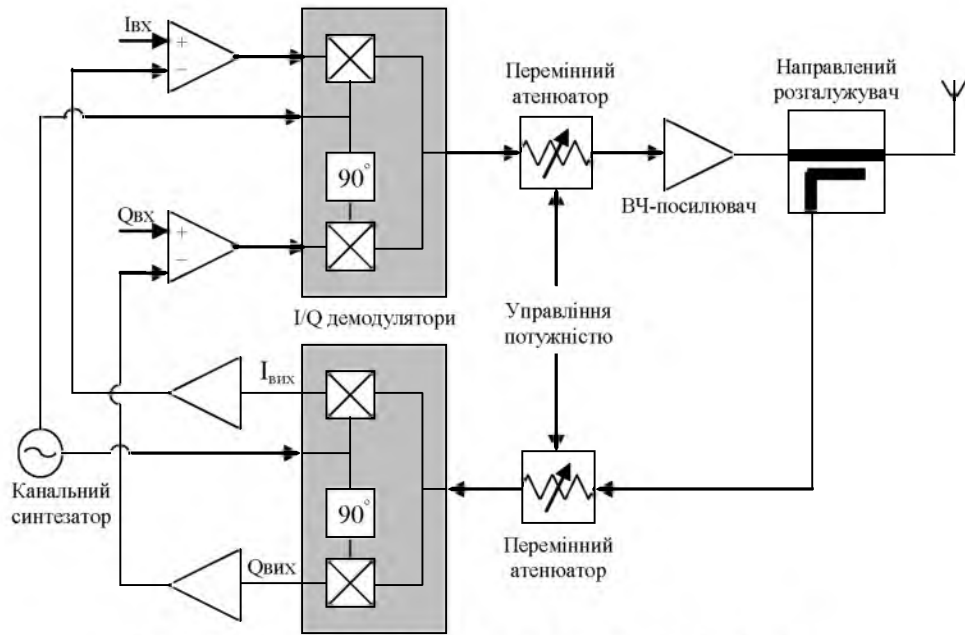 Iвх
+
−
Перемінний
атенюатор
Направлений
розгалужувач
90°
ВЧ-посилювач
Qвх
+
−
I/Q демодулятори
Управління
потужністю
Iвих
Канальний
синтезатор
90°
Qвих
Перемінний
атенюатор